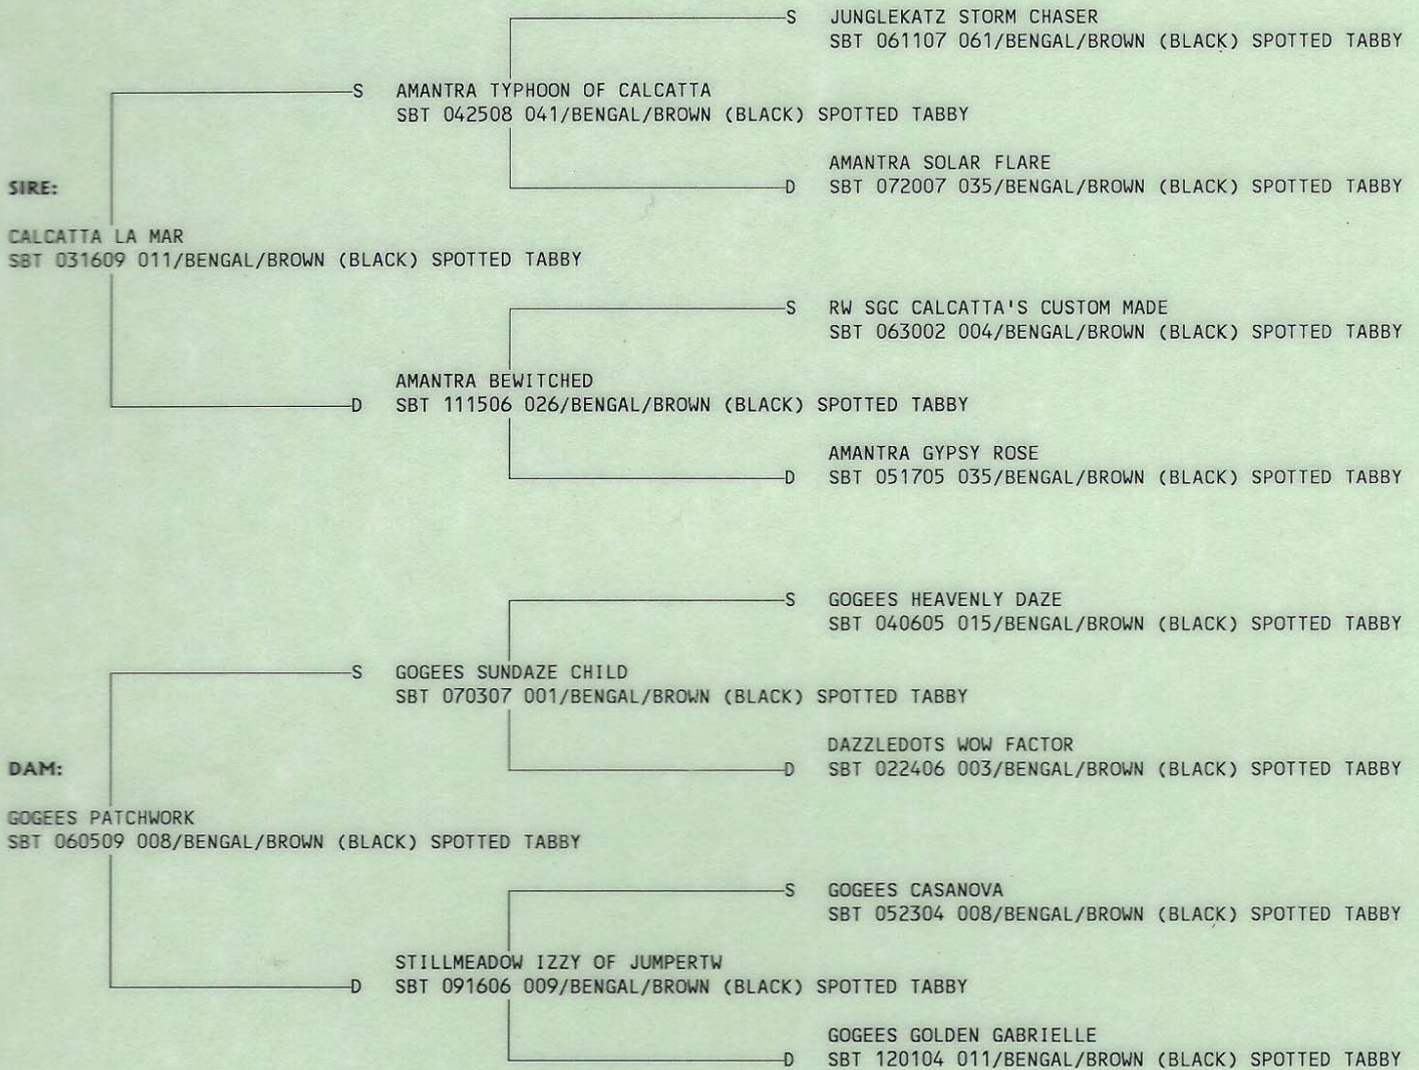 S JUNGLEKATZ STORM CHASER
SBT 061107 061/BENGAL/BROWN (BLACK) SPOTTED TABBY
S AMANTRA TYPHOON OF CALCATTA
SBT 042508 041/BENGAL/BROWN (BLACK) SPOTTED TABBY
AMANTRA SOLAR FLARE
D SBT 072007 035/BENGAL/BROWN (BLACK) SPOTTED TABBY
SIRE:
CALCATTA LA MAR
SBT 031609 011/BENGAL/BROWN (BLACK) SPOTTED TABBY
S RW SGC CALCATTA'S CUSTOM MADE
SBT 063002 004/BENGAL/BROWN (BLACK) SPOTTED TABBY
AMANTRA BEWITCHED
D SBT 111506 026/BENGAL/BROWN (BLACK) SPOTTED TABBY
AMANTRA GYPSY ROSE
D SBT 051705 035/BENGAL/BROWN (BLACK) SPOTTED TABBY
S GOGEES HEAVENLY DAZE
SBT 040605 015/BENGAL/BROWN (BLACK) SPOTTED TABBY
S GOGEES SUNDAZE CHILD
SBT 070307 001/BENGAL/BROWN (BLACK) SPOTTED TABBY
DAZZLEDOTS WOW FACTOR
D SBT 022406 003/BENGAL/BROWN (BLACK) SPOTTED TABBY
DAM:
GOGEES PATCHWORK
SBT 060509 008/BENGAL/BROWN (BLACK) SPOTTED TABBY
S GOGEES CASANOVA
SBT 052304 008/BENGAL/BROWN (BLACK) SPOTTED TABBY
STILLMEADOW IZZY OF JUMPERTW
D SBT 091606 009/BENGAL/BROWN (BLACK) SPOTTED TABBY
GOGEES GOLDEN GABRIELLE
D SBT 120104 011/BENGAL/BROWN (BLACK) SPOTTED TABBY